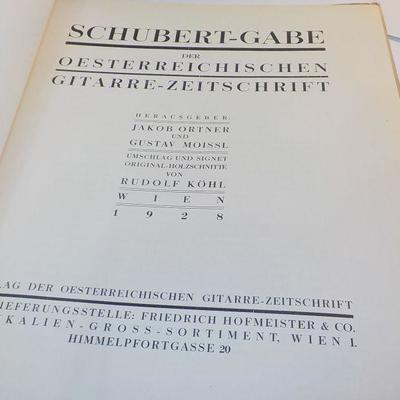 SCHUBERT-GABE
DER
OESTERREICHISCHEN
GITARRE-ZEITSCHRIFT
HERAUSGEBER:
JAKOB ORTNER
UND
GUSTAV MOISSL
UMSCHLAG UND SIGNET
ORIGINAL-HOLZSCHNITTE
VON
RUDOLF KÖHL
WIEN
1928
LAG DER OESTERREICHISCHEN GITARRE-ZEITSCHRIFT
IEFERUNGSSTELLE: FRIEDRICH HOFMEISTER & CO.
KALIEN-GROSS-SORTIMENT, WIEN I.
HIMMELPFORTGASSE 20